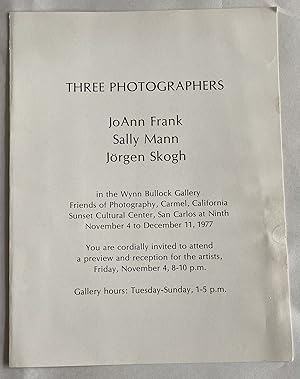 THREE PHOTOGRAPHERS
JoAnn Frank
Sally Mann
Jörgen Skogh
in the Wynn Bullock Gallery
Friends of Photography, Carmel, California
Sunset Cultural Center, San Carlos at Ninth
November 4 to December 11, 1977
You are cordially invited to attend
a preview and reception for the artists,
Friday, November 4, 8-10 p.m.
Gallery hours: Tuesday-Sunday, 1-5 p.m.